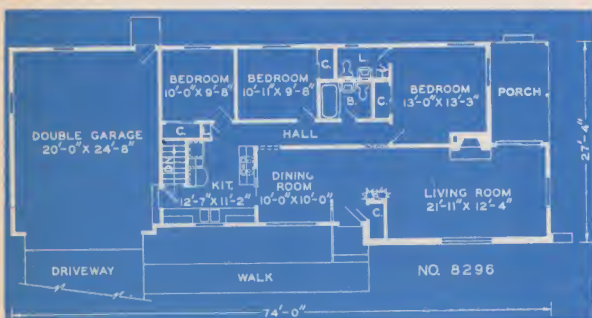 BEDROOM
10'-0" X 9'-8"
BEDROOM
10'-11" X 9'-8"
C.
L.
B.
C.
BEDROOM
13'-0" X 13'-3"
PORCH
DOUBLE GARAGE
20'-0" X 24'-8"
C.
HALL
DN
KIT.
12'-7" X 11'-2"
DINING
ROOM
10'-0" X 10'-0"
C
LIVING ROOM
21'-11" X 12'-4"
27'-4"
DRIVEWAY
WALK
NO. 8296
74'-0"